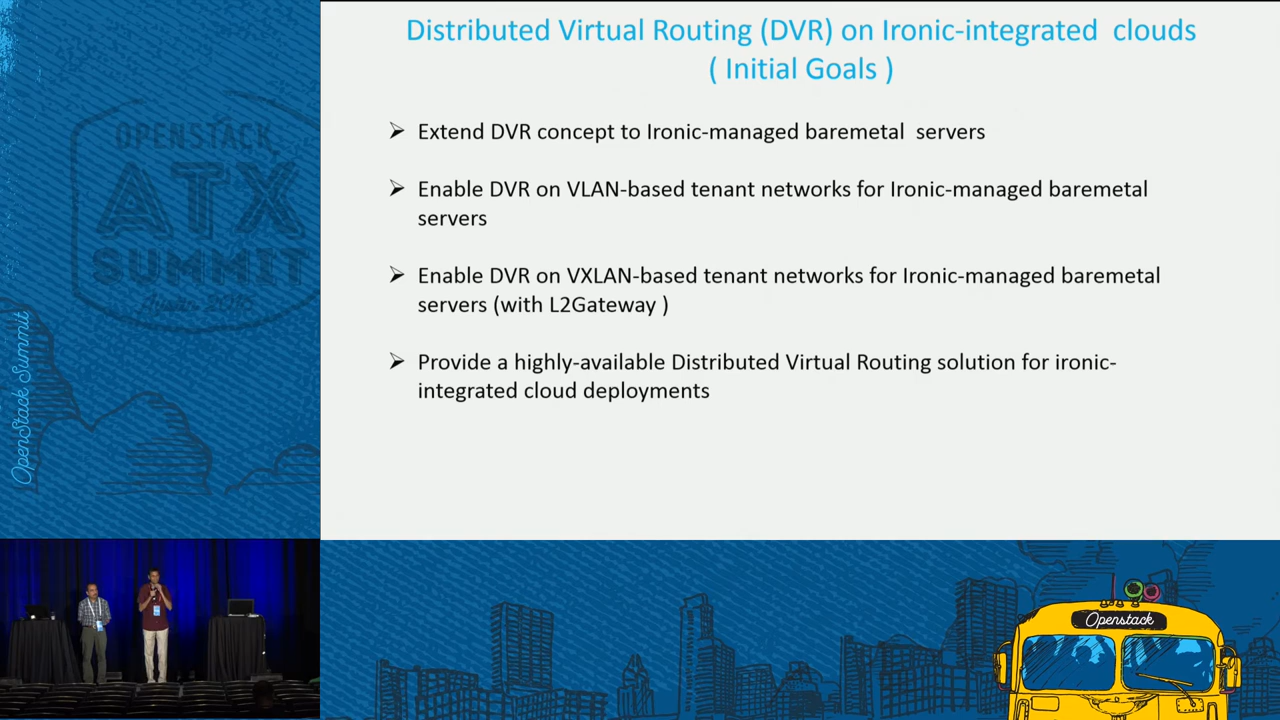 Distributed Virtual Routing (DVR) on Ironic-integrated clouds
( Initial Goals )
Extend DVR concept to Ironic-managed baremetal servers
Enable DVR on VLAN-based tenant networks for Ironic-managed baremetal
servers
Enable DVR on VXLAN-based tenant networks for Ironic-managed baremetal
servers (with L2Gateway )
Provide a highly-available Distributed Virtual Routing solution for ironic-
integrated cloud deployments
OPENSTACK
ATX
SUMMIT
Austin 2016
OpenStack Summit
Openstack